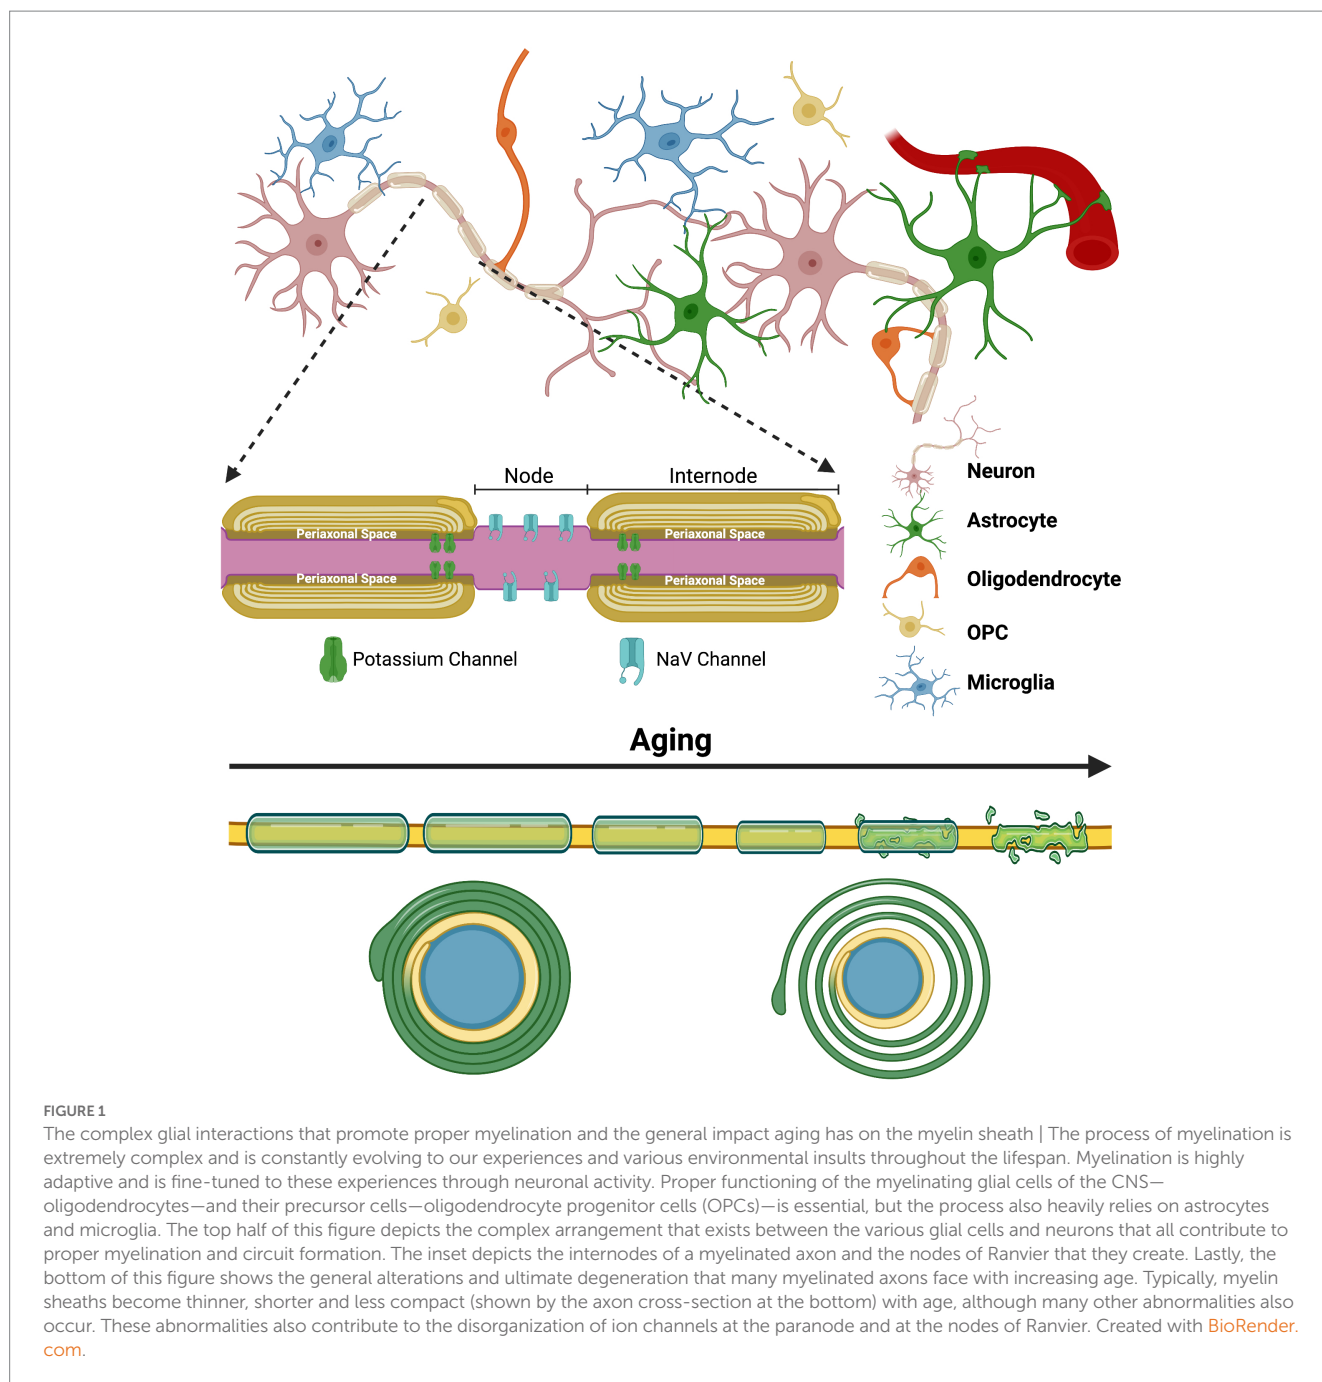 Node
Internode
Periaxonal Space
Periaxonal Space
Periaxonal Space
Periaxonal Space
Potassium Channel
NaV Channel
Neuron
Astrocyte
Oligodendrocyte
OPC
Microglia
Aging
FIGURE 1
The complex glial interactions that promote proper myelination and the general impact aging has on the myelin sheath | The process of myelination is
extremely complex and is constantly evolving to our experiences and various environmental insults throughout the lifespan. Myelination is highly
adaptive and is fine-tuned to these experiences through neuronal activity. Proper functioning of the myelinating glial cells of the CNS—
oligodendrocytes—and their precursor cells—oligodendrocyte progenitor cells (OPCs)—is essential, but the process also heavily relies on astrocytes
and microglia. The top half of this figure depicts the complex arrangement that exists between the various glial cells and neurons that all contribute to
proper myelination and circuit formation. The inset depicts the internodes of a myelinated axon and the nodes of Ranvier that they create. Lastly, the
bottom of this figure shows the general alterations and ultimate degeneration that many myelinated axons face with increasing age. Typically, myelin
sheaths become thinner, shorter and less compact (shown by the axon cross-section at the bottom) with age, although many other abnormalities also
occur. These abnormalities also contribute to the disorganization of ion channels at the paranode and at the nodes of Ranvier. Created with BioRender.
com.